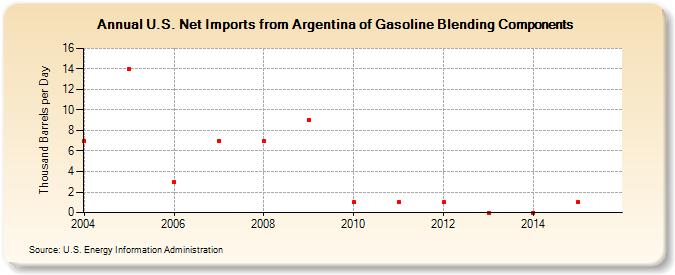 Annual U.S. Net Imports from Argentina of Gasoline Blending Components
Thousand Barrels per Day
16
14
12
10
8
6
4
2
0
2004 2006 2008 2010 2012 2014
Source: U.S. Energy Information Administration